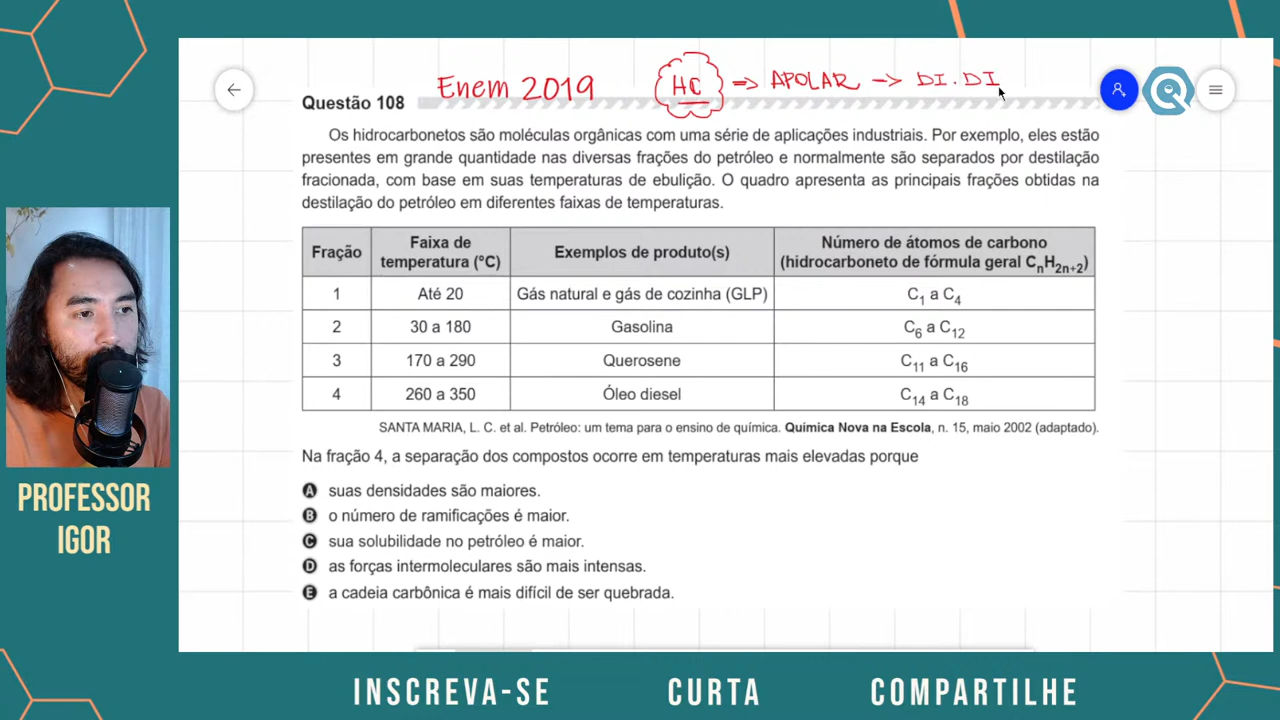 Enem 2019
HC => APOLAR -> DI.DI
Questão 108
Os hidrocarbonetos são moléculas orgânicas com uma série de aplicações industriais. Por exemplo, eles estão
presentes em grande quantidade nas diversas frações do petróleo e normalmente são separados por destilação
fracionada, com base em suas temperaturas de ebulição. O quadro apresenta as principais frações obtidas na
destilação do petróleo em diferentes faixas de temperaturas.
Fração | Faixa de temperatura (°C) | Exemplos de produto(s) | Número de átomos de carbono (hidrocarboneto de fórmula geral CnH2n+2)
1 | Até 20 | Gás natural e gás de cozinha (GLP) | C1 a C4
2 | 30 a 180 | Gasolina | C6 a C12
3 | 170 a 290 | Querosene | C11 a C16
4 | 260 a 350 | Óleo diesel | C14 a C18
SANTA MARIA, L. C. et al. Petróleo: um tema para o ensino de química. Química Nova na Escola, n. 15, maio 2002 (adaptado).
Na fração 4, a separação dos compostos ocorre em temperaturas mais elevadas porque
A suas densidades são maiores.
B o número de ramificações é maior.
C sua solubilidade no petróleo é maior.
D as forças intermoleculares são mais intensas.
E a cadeia carbônica é mais difícil de ser quebrada.
PROFESSOR
IGOR
INSCREVA-SE CURTA COMPARTILHE